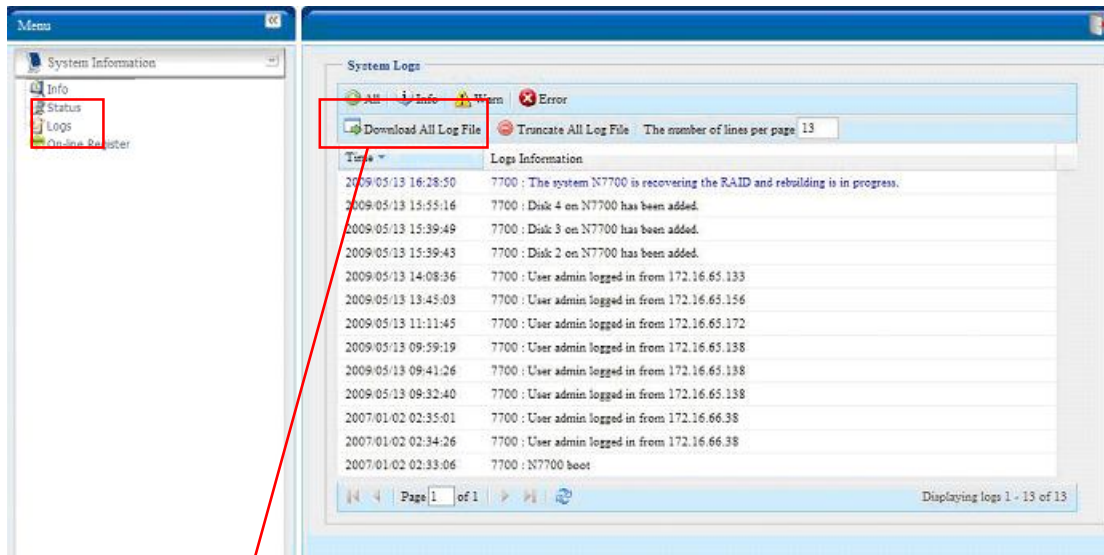 Menu
System Information
Info
Status
Logs
On-line Register
System Logs
All Info Warn Error
Download All Log File Truncate All Log File The number of lines per page 13
Time Logs Information
2009/05/13 16:28:50 7700 : The system N7700 is recovering the RAID and rebuilding is in progress.
2009/05/13 15:55:16 7700 : Disk 4 on N7700 has been added.
2009/05/13 15:39:49 7700 : Disk 3 on N7700 has been added.
2009/05/13 15:39:43 7700 : Disk 2 on N7700 has been added.
2009/05/13 14:08:36 7700 : User admin logged in from 172.16.65.133
2009/05/13 13:45:03 7700 : User admin logged in from 172.16.65.156
2009/05/13 11:11:45 7700 : User admin logged in from 172.16.65.172
2009/05/13 09:59:19 7700 : User admin logged in from 172.16.65.138
2009/05/13 09:41:26 7700 : User admin logged in from 172.16.65.138
2009/05/13 09:32:40 7700 : User admin logged in from 172.16.65.138
2007/01/02 02:35:01 7700 : User admin logged in from 172.16.66.38
2007/01/02 02:34:26 7700 : User admin logged in from 172.16.66.38
2007/01/02 02:33:06 7700 : N7700 boot
Page 1 of 1 Displaying logs 1 - 13 of 13